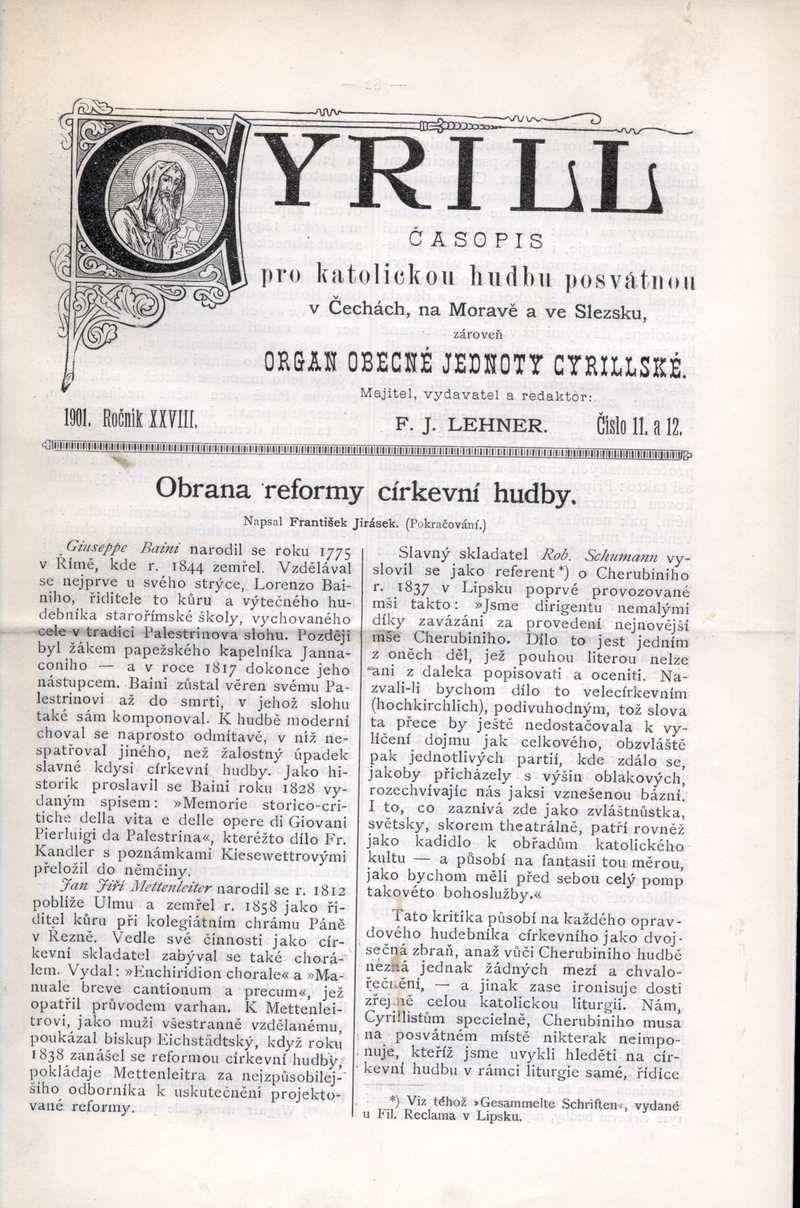 CYRILL
ČASOPIS
pro katolickou hudbu posvátnou
v Čechách, na Moravě a ve Slezsku,
zároveň
ORGAN OBECNÉ JEDNOTY CYRILLSKÉ.
Majitel, vydavatel a redaktor:
1901. Ročník XXVIII.
F. J. LEHNER.
Číslo 11. a 12.
Obrana reformy církevní hudby.
Napsal František Jirásek. (Pokračování.)
Giuseppe Baini narodil se roku 1775
v Římě, kde r. 1844 zemřel. Vzdělával
se nejprve u svého strýce, Lorenzo Bai-
niho, řiditele to kůru a výtečného hu-
debníka starořímské školy, vychovaného
cele v tradici Palestrinova slohu. Později
byl žákem papežského kapelníka Janna-
coniho — a v roce 1817 dokonce jeho
nástupcem. Baini zůstal věren svému Pa-
lestrinovi až do smrti, v jehož slohu
také sám komponoval. K hudbě moderní
choval se naprosto odmítavě, v níž ne-
spatřoval jiného, než žalostný úpadek
slavné kdysi církevní hudby. Jako hi-
storik proslavil se Baini roku 1828 vy-
daným spisem: »Memorie storico-cri-
tiche della vita e delle opere di Giovani
Pierluigi da Palestrina«, kteréžto dílo Fr.
Kandler s poznámkami Kiesewettrovými
přeložil do němčiny.
Jan Jiří Mettenleiter narodil se r. 1812
poblíže Ulmu a zemřel r. 1858 jako ři-
ditel kůru při kolegiátním chrámu Páně
v Řezně. Vedle své činnosti jako cír-
kevní skladatel zabýval se také chorá-
lem. Vydal: »Enchiridion chorale« a »Ma-
nuale breve cantionum a precum«, jež
opatřil průvodem varhan. K Mettenlei-
trovi, jako muži všestranně vzdělanému,
poukázal biskup Eichstädtský, když roku
1838 zanášel se reformou církevní hudby,
pokládaje Mettenleitra za nejzpůsobilej-
šího odborníka k uskutečnění projekto-
vané reformy.
Slavný skladatel Rob. Schumann vy-
slovil se jako referent*) o Cherubiniho
r. 1837 v Lipsku poprvé provozované
mši takto: »Jsme dirigentu nemalými
díky zavázáni za provedení nejnovější
mše Cherubiniho. Dílo to jest jedním
z oněch děl, jež pouhou literou nelze
ani z daleka popisovati a oceniti. Na-
zvali-li bychom dílo to velecírkevním
(hochkirchlich), podivuhodným, tož slova
ta přece by ještě nedostačovala k vy-
líčení dojmu jak celkového, obzvláště
pak jednotlivých partií, kde zdálo se,
jakoby přicházely s výšin oblakových,
rozechvívajíc nás jaksi vznešenou bázní.
I to, co zaznívá zde jako zvláštnůstka,
světsky, skorem theatrálně, patří rovněž
jako kadidlo k obřadům katolického
kultu — a působí na fantasii tou měrou,
jako bychom měli před sebou celý pomp
takovéto bohoslužby.«
Tato kritika působí na každého oprav-
dového hudebníka církevního jako dvoj-
sečná zbraň, anaž vůči Cherubiniho hudbě
nezná jednak žádných mezí a chvalo-
řečnění, — a jinak zase ironisuje dosti
zřejmě celou katolickou liturgii. Nám,
Cyrillistům specielně, Cherubiniho musa
na posvátném místě nikterak neimpo-
nuje, kteříž jsme uvykli hleděti na cír-
kevní hudbu v rámci liturgie samé, řídíce
*) Viz téhož »Gesammelte Schriften«, vydané
u Fil. Reclama v Lipsku.